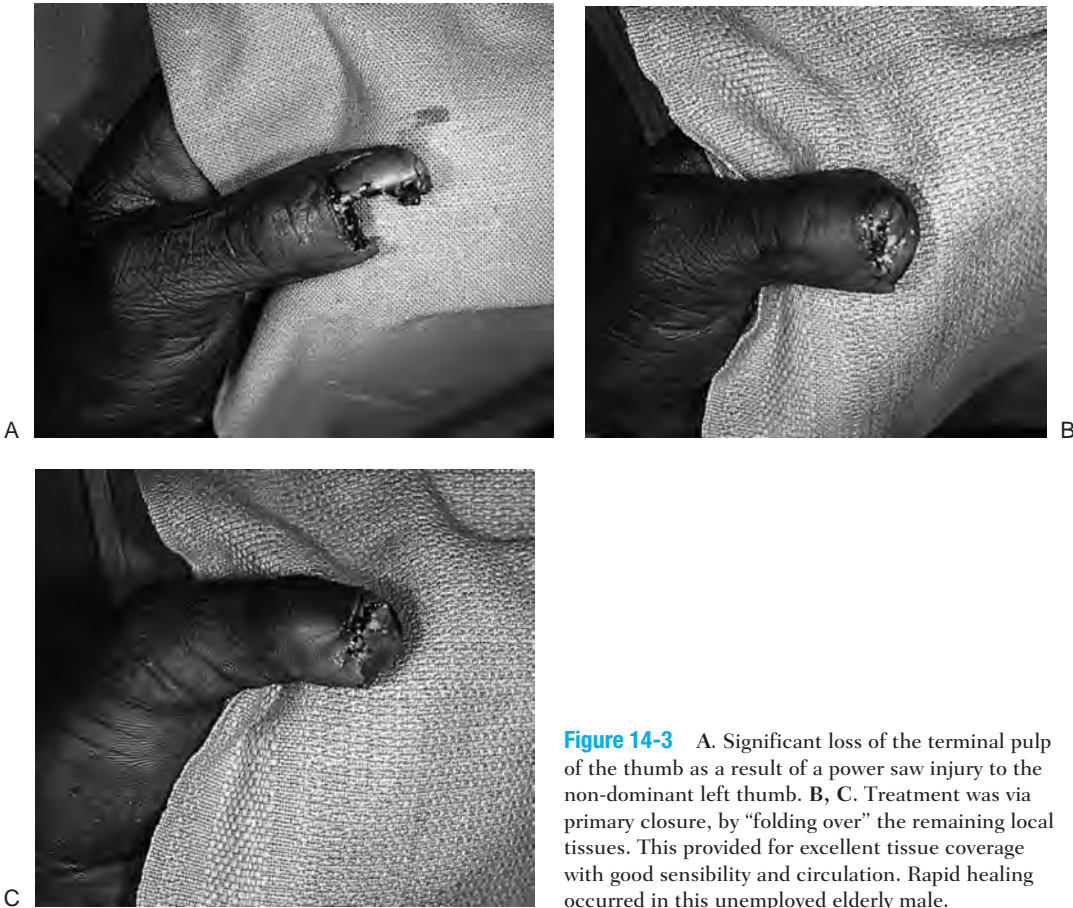 A
B
C
Figure 14-3 A. Significant loss of the terminal pulp
of the thumb as a result of a power saw injury to the
non-dominant left thumb. B, C. Treatment was via
primary closure, by “folding over” the remaining local
tissues. This provided for excellent tissue coverage
with good sensibility and circulation. Rapid healing
occurred in this unemployed elderly male.